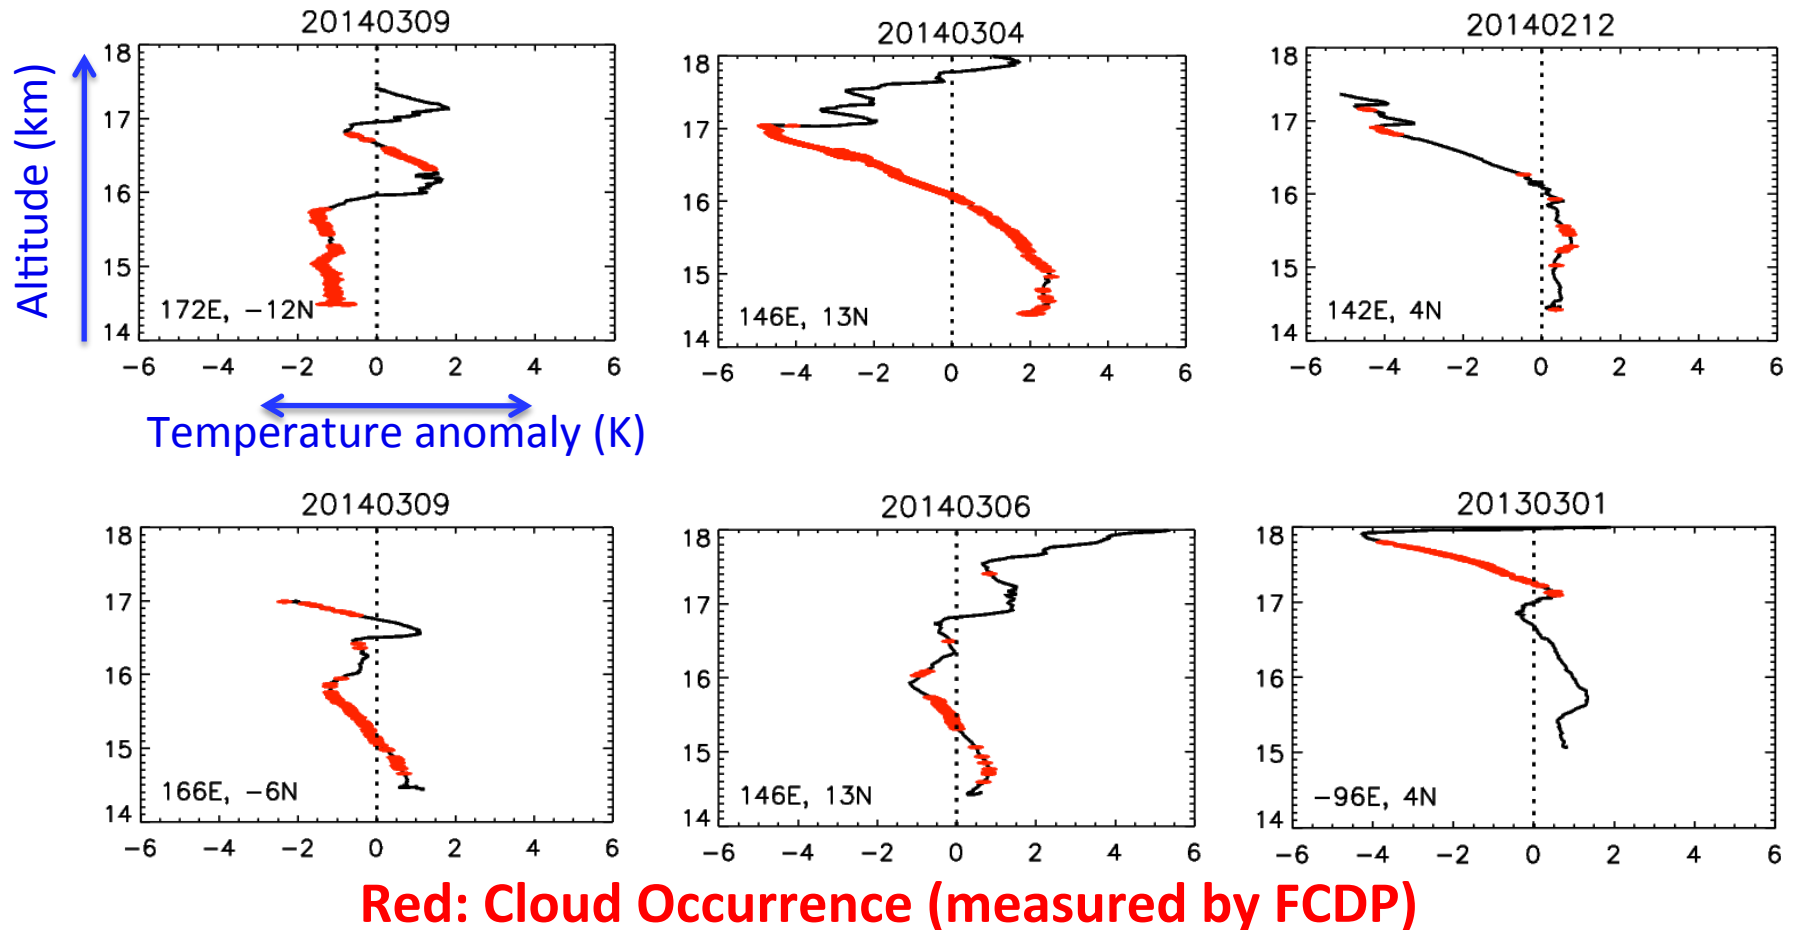 20140309
20140304
20140212
Altitude (km)
18
17
16
15
14
172E, -12N
-6 -4 -2 0 2 4 6
18
17
16
15
14
146E, 13N
-6 -4 -2 0 2 4 6
18
17
16
15
14
142E, 4N
-6 -4 -2 0 2 4 6
Temperature anomaly (K)
20140309
20140306
20130301
18
17
16
15
14
166E, -6N
-6 -4 -2 0 2 4 6
18
17
16
15
14
146E, 13N
-6 -4 -2 0 2 4 6
18
17
16
15
14
-96E, 4N
-6 -4 -2 0 2 4 6
Red: Cloud Occurrence (measured by FCDP)